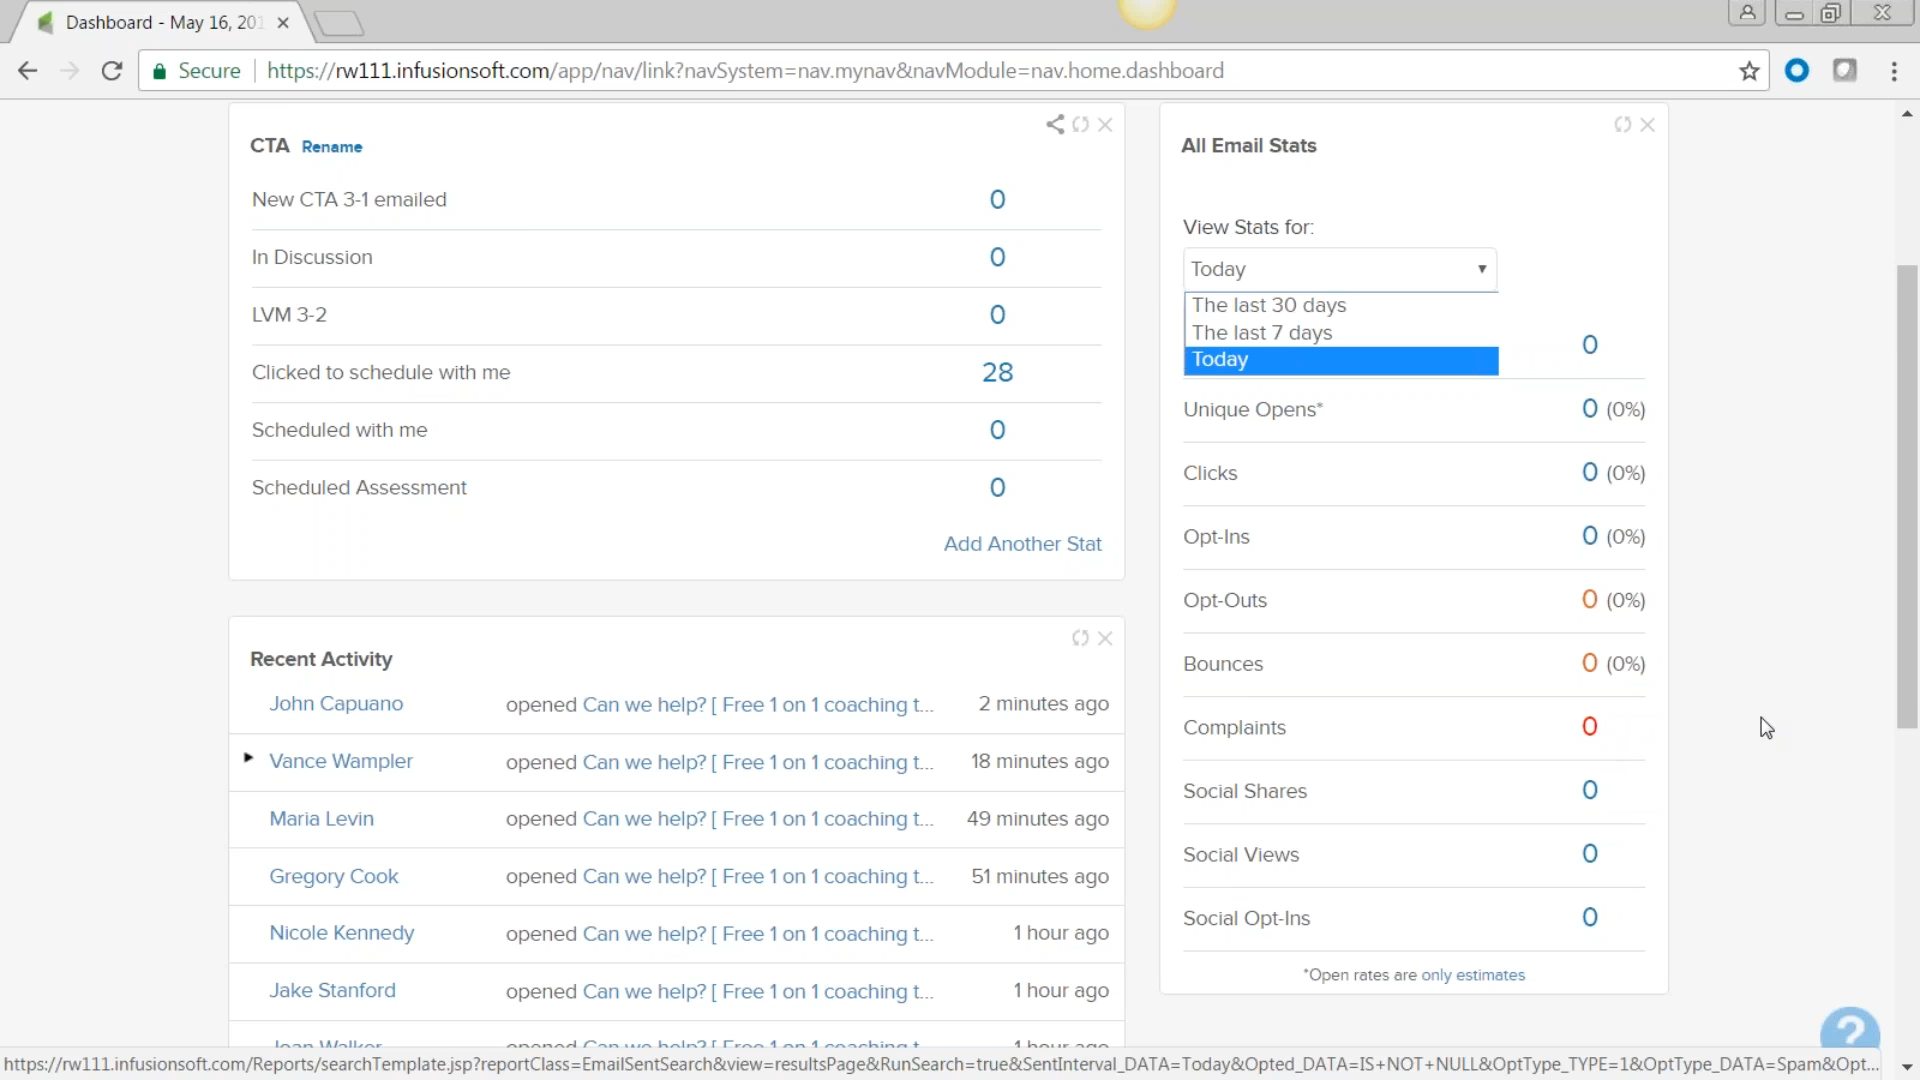 Dashboard - May 16, 201
Secure
https://rw111.infusionsoft.com/app/nav/link?navSystem=nav.mynav&navModule=nav.home.dashboard
CTA Rename
New CTA 3-1 emailed 0
In Discussion 0
LVM 3-2 0
Clicked to schedule with me 28
Scheduled with me 0
Scheduled Assessment 0
Add Another Stat
Recent Activity
John Capuano opened Can we help? [ Free 1 on 1 coaching t... 2 minutes ago
Vance Wampler opened Can we help? [ Free 1 on 1 coaching t... 18 minutes ago
Maria Levin opened Can we help? [ Free 1 on 1 coaching t... 49 minutes ago
Gregory Cook opened Can we help? [ Free 1 on 1 coaching t... 51 minutes ago
Nicole Kennedy opened Can we help? [ Free 1 on 1 coaching t... 1 hour ago
Jake Stanford opened Can we help? [ Free 1 on 1 coaching t... 1 hour ago
Joan Walker opened Can we help? [ Free 1 on 1 coaching t... 1 hour ago
All Email Stats
View Stats for:
Today
The last 30 days
The last 7 days
Today
0
Unique Opens* 0 (0%)
Clicks 0 (0%)
Opt-Ins 0 (0%)
Opt-Outs 0 (0%)
Bounces 0 (0%)
Complaints 0
Social Shares 0
Social Views 0
Social Opt-Ins 0
*Open rates are only estimates
?
https://rw111.infusionsoft.com/Reports/searchTemplate.jsp?reportClass=EmailSentSearch&view=resultsPage&RunSearch=true&SentInterval_DATA=Today&Opted_DATA=IS+NOT+NULL&OptType_TYPE=1&OptType_DATA=Spam&Opt...